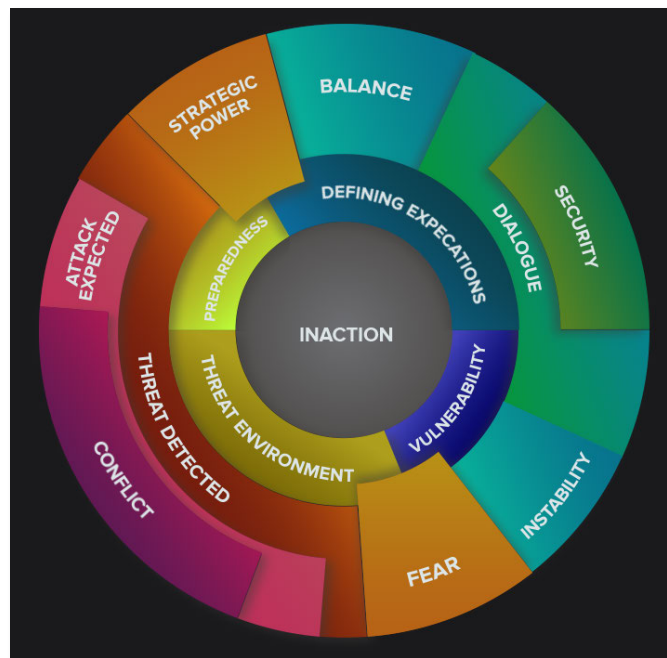 STRATEGIC
POWER
BALANCE
DEFINING EXPECATIONS
SECURITY
DIALOGUE
ATTACK
EXPECTED
PREPAREDNESS
INACTION
THREAT DETECTED
THREAT ENVIRONMENT
VULNERABILITY
CONFLICT
INSTABILITY
FEAR